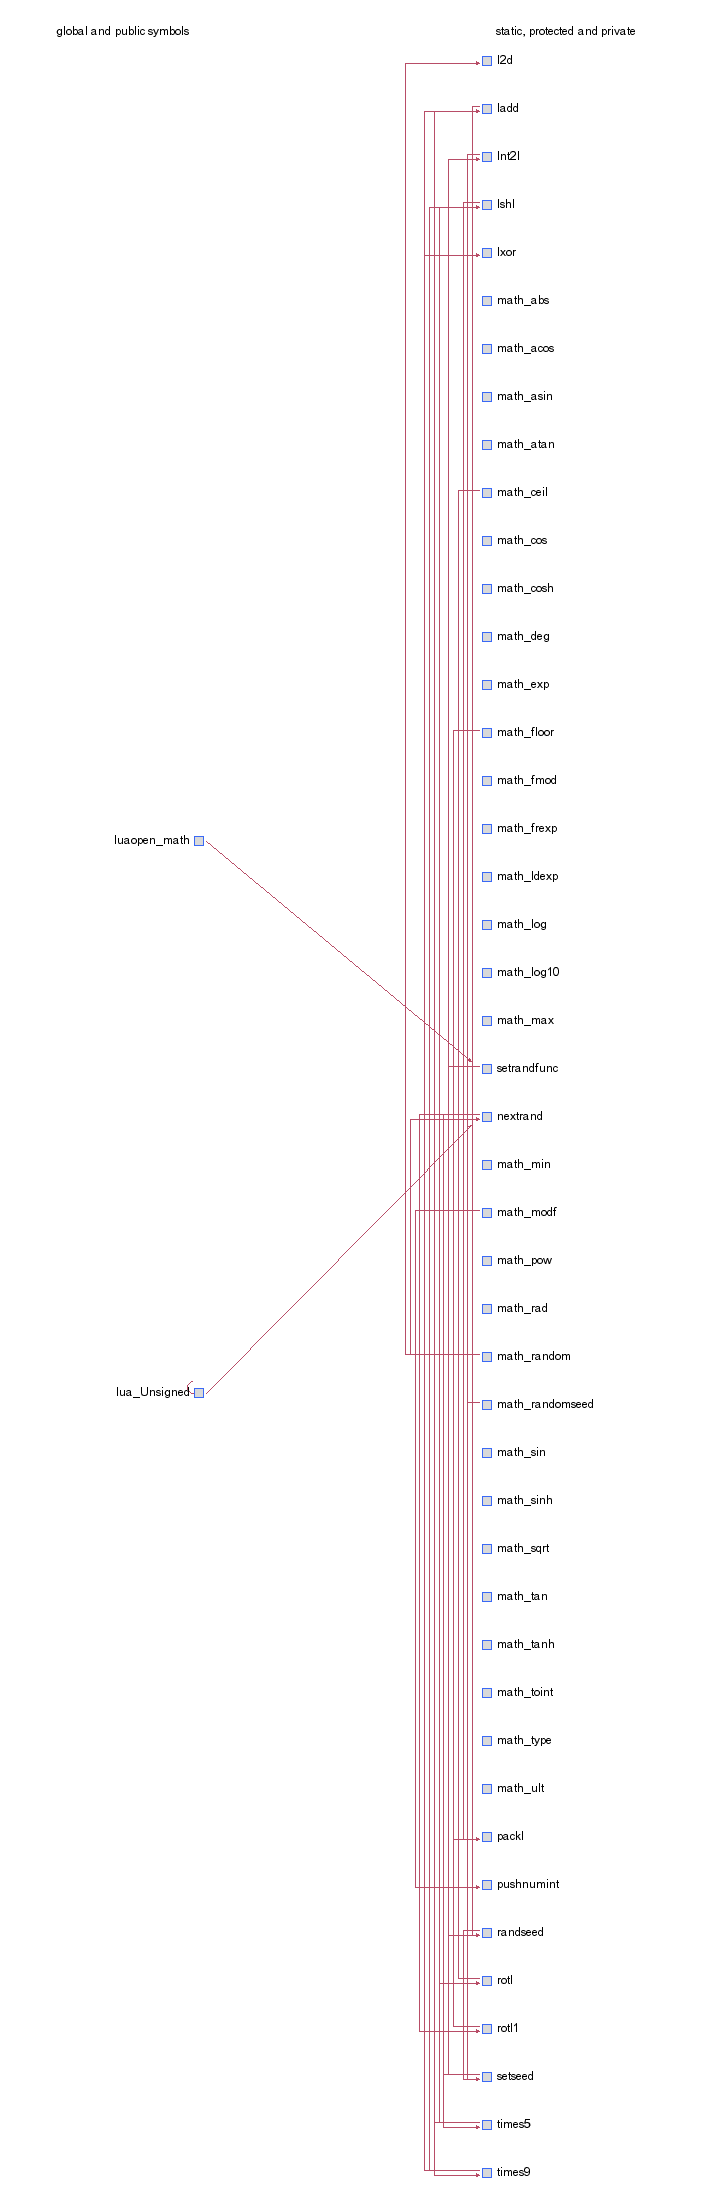 global and public symbols
static, protected and private
l2d
ladd
Int2I
lshl
lxor
math_abs
math_acos
math_asin
math_atan
math_ceil
math_cos
math_cosh
math_deg
math_exp
math_floor
math_fmod
math_frexp
luaopen_math
math_ldexp
math_log
math_log10
math_max
setrandfunc
nextrand
math_min
math_modf
math_pow
math_rad
math_random
lua_Unsigned
math_randomseed
math_sin
math_sinh
math_sqrt
math_tan
math_tanh
math_toint
math_type
math_ult
packI
pushnumint
randseed
rotl
rotl1
setseed
times5
times9